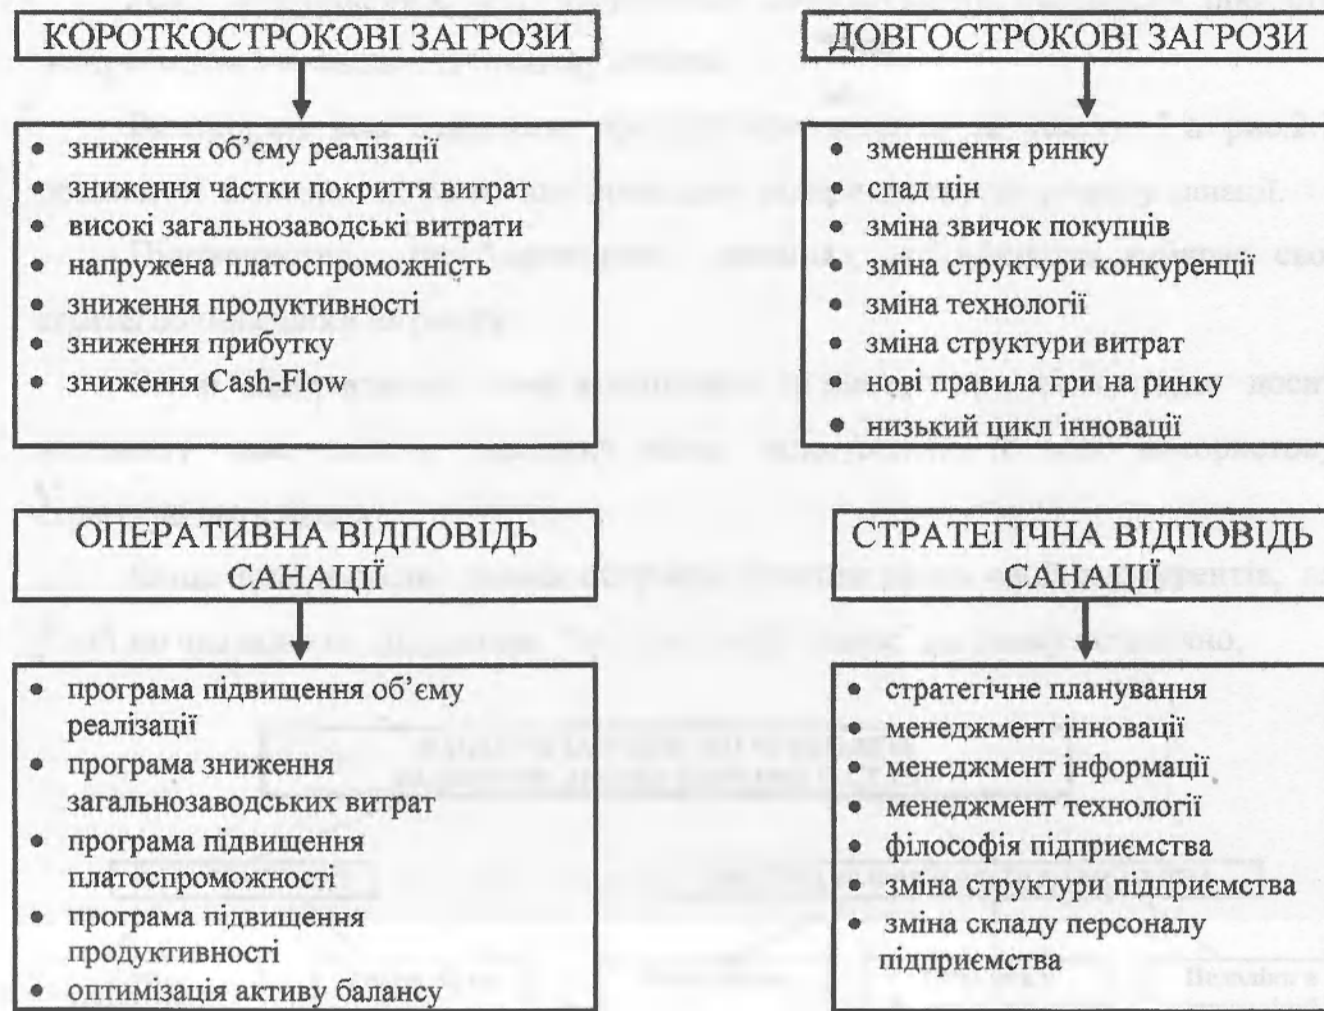 КОРОТКОСТРОКОВІ ЗАГРОЗИ
• зниження об’єму реалізації
• зниження частки покриття витрат
• високі загальнозаводські витрати
• напружена платоспроможність
• зниження продуктивності
• зниження прибутку
• зниження Cash-Flow
ДОВГОСТРОКОВІ ЗАГРОЗИ
• зменшення ринку
• спад цін
• зміна звичок покупців
• зміна структури конкуренції
• зміна технології
• зміна структури витрат
• нові правила гри на ринку
• низький цикл інновації
ОПЕРАТИВНА ВІДПОВІДЬ
САНАЦІЇ
• програма підвищення об’єму
реалізації
• програма зниження
загальнозаводських витрат
• програма підвищення
платоспроможності
• програма підвищення
продуктивності
• оптимізація активу балансу
СТРАТЕГІЧНА ВІДПОВІДЬ
САНАЦІЇ
• стратегічне планування
• менеджмент інновації
• менеджмент інформації
• менеджмент технології
• філософія підприємства
• зміна структури підприємства
• зміна складу персоналу
підприємства